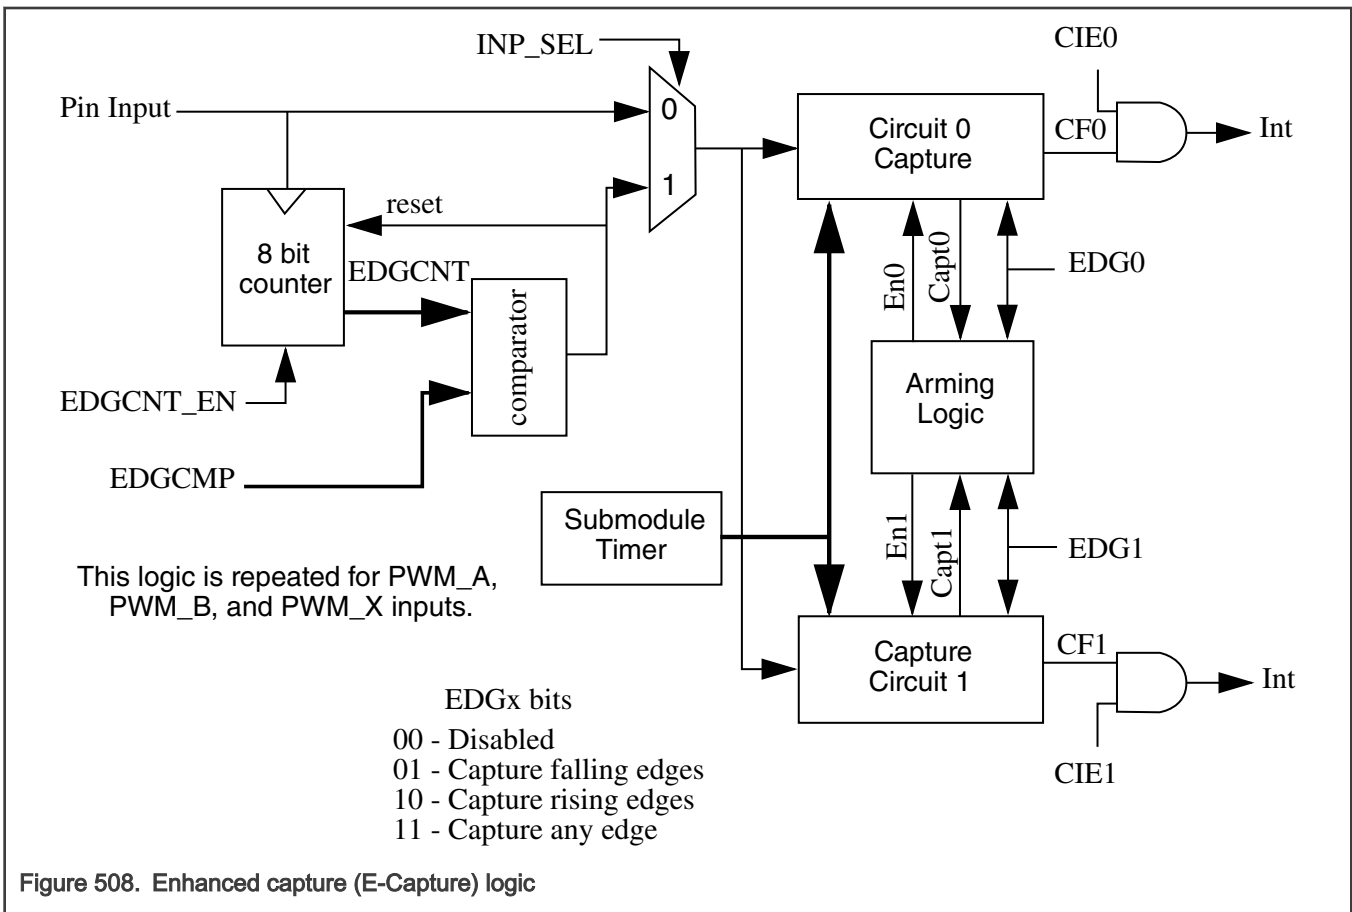 INP_SEL
CIE0
Pin Input
0
Circuit 0
Capture
CF0
Int
1
reset
8 bit
counter
EDGCNT
comparator
En0
Capt0
EDG0
Arming
Logic
EDGCNT_EN
EDGCMP
Submodule
Timer
En1
Capt1
EDG1
This logic is repeated for PWM_A,
PWM_B, and PWM_X inputs.
Capture
Circuit 1
CF1
Int
CIE1
EDGx bits
00 - Disabled
01 - Capture falling edges
10 - Capture rising edges
11 - Capture any edge
Figure 508. Enhanced capture (E-Capture) logic